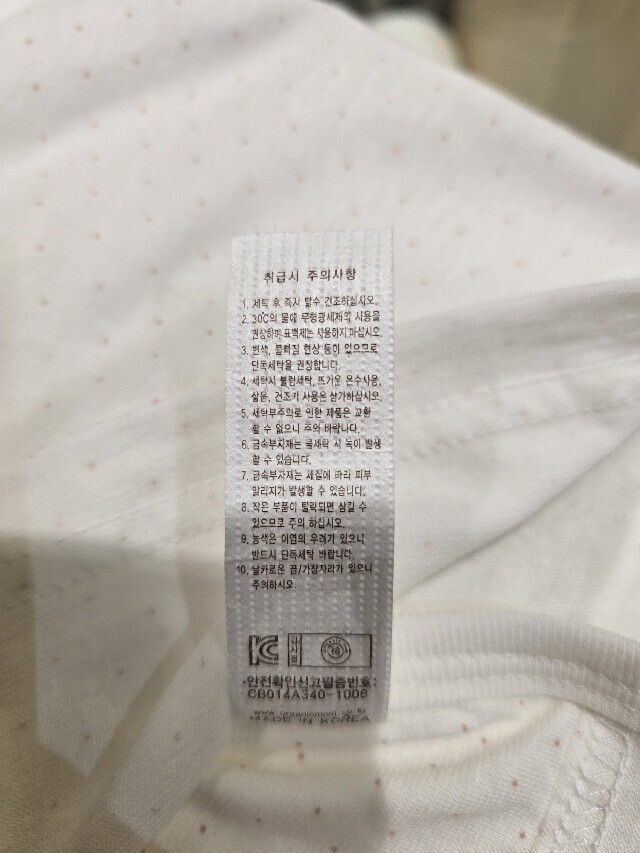 취급시 주의사항
1. 세탁 후 즉시 탈수 건조하십시오.
2. 30℃의 물에 무형광세제의 사용을
권장하며 표백제는 사용하지 마십시오.
3. 변색, 물빠짐 현상 등이 있으므로
단독세탁을 권장합니다.
4. 세탁시 불림세탁, 뜨거운 온수사용,
삶음, 건조기 사용은 삼가하십시오.
5. 세탁부주의로 인한 제품은 교환
할 수 없으니 주의 바랍니다.
6. 금속부자재는 물세탁 시 녹이 발생
할 수 있습니다.
7. 금속부자재는 체질에 따라 피부
알러지가 발생할 수 있습니다.
8. 작은 부품이 탈락되면 삼킬 수
있으므로 주의 하십시오.
9. 농색은 이염의 우려가 있으니
반드시 단독세탁 바랍니다.
10. 날카로운 끝/가장자리가 있으니
주의하시오.
안전확인신고필증번호:
CB014A340-1006
www.organicmom.co.kr
MADE IN KOREA